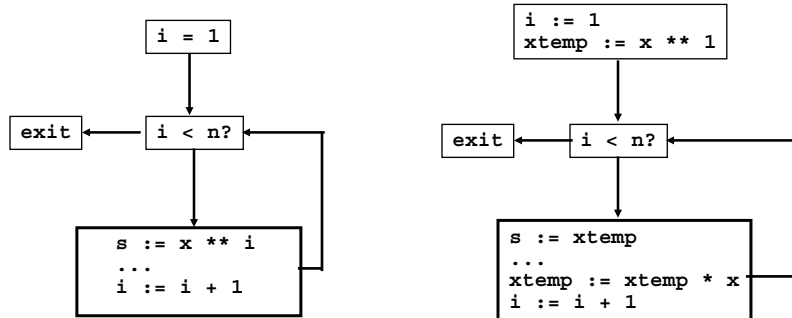 i = 1
exit
i < n?
s := x ** i
...
i := i + 1
i := 1
xtemp := x ** 1
exit
i < n?
s := xtemp
...
xtemp := xtemp * x
i := i + 1